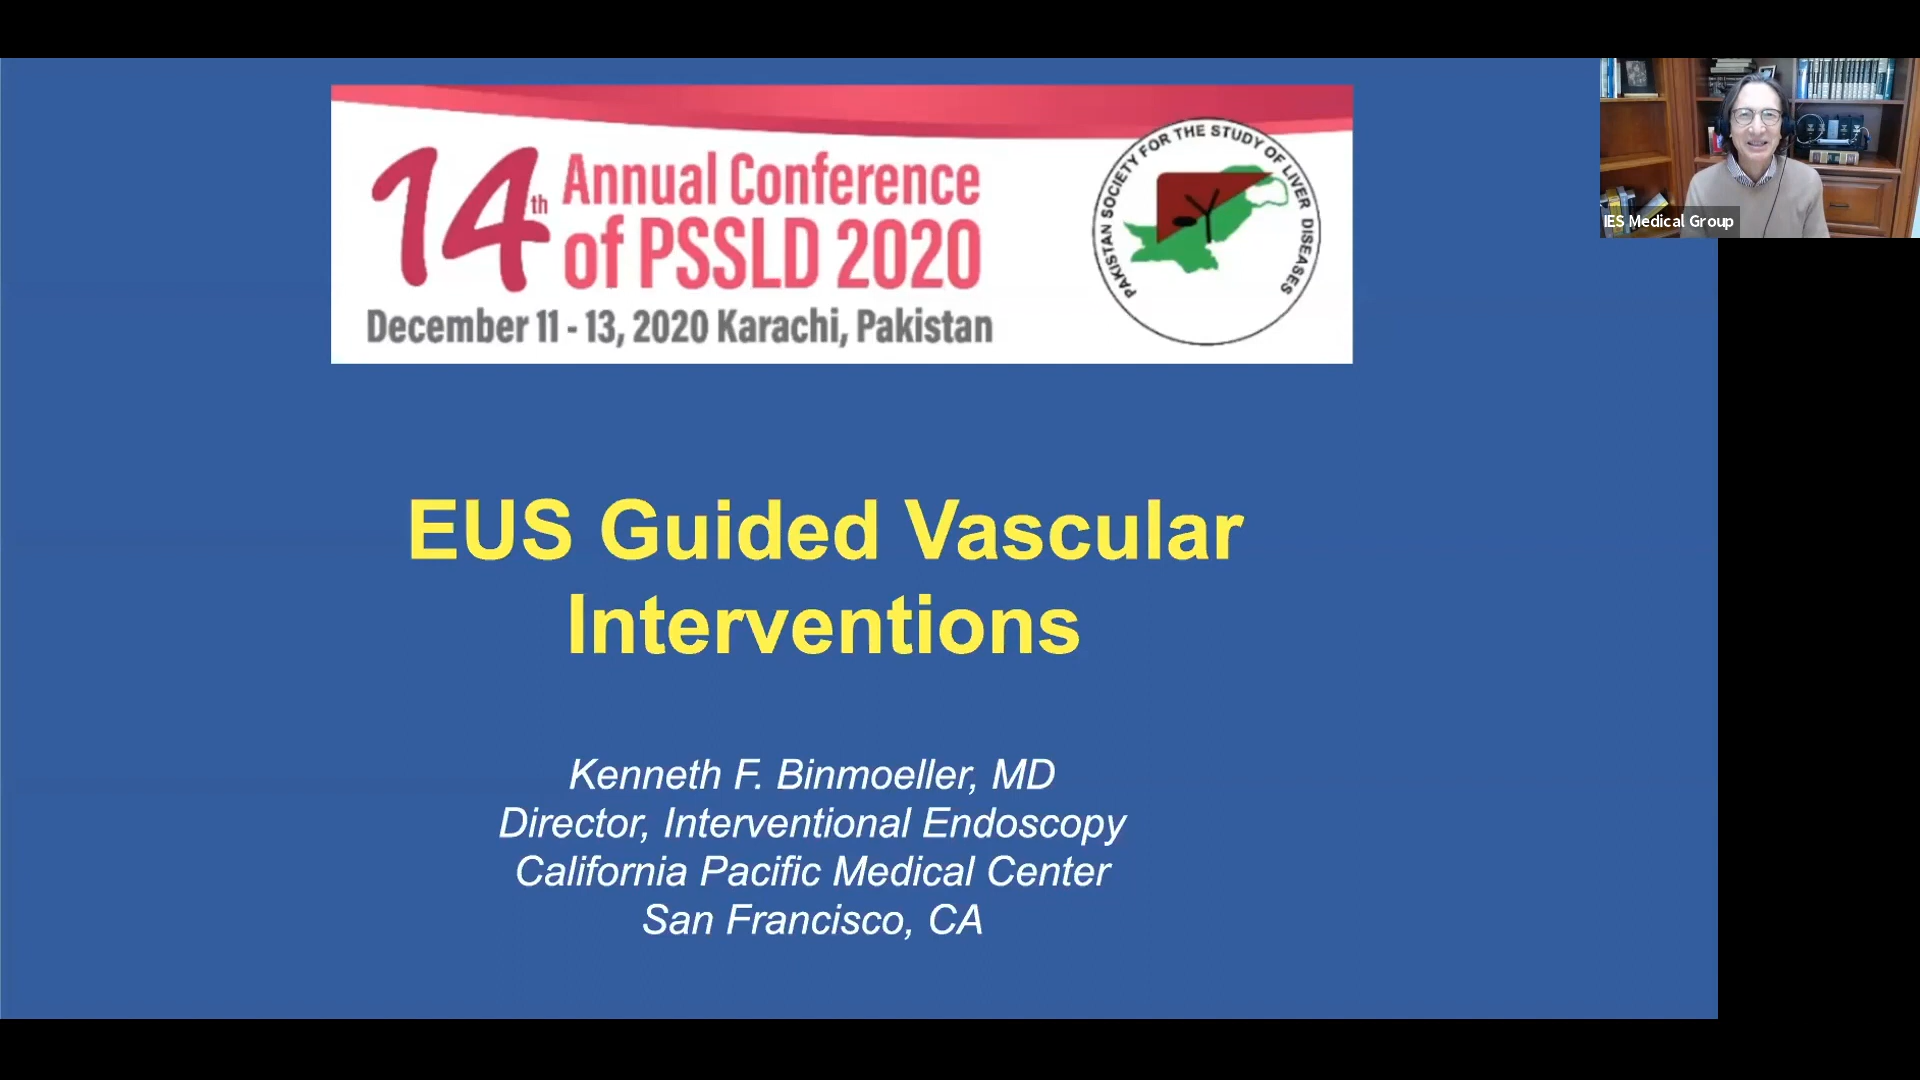 14th Annual Conference
of PSSLD 2020
December 11 - 13, 2020 Karachi, Pakistan
PAKISTAN SOCIETY FOR THE STUDY OF LIVER DISEASES
IES Medical Group
EUS Guided Vascular
Interventions
Kenneth F. Binmoeller, MD
Director, Interventional Endoscopy
California Pacific Medical Center
San Francisco, CA